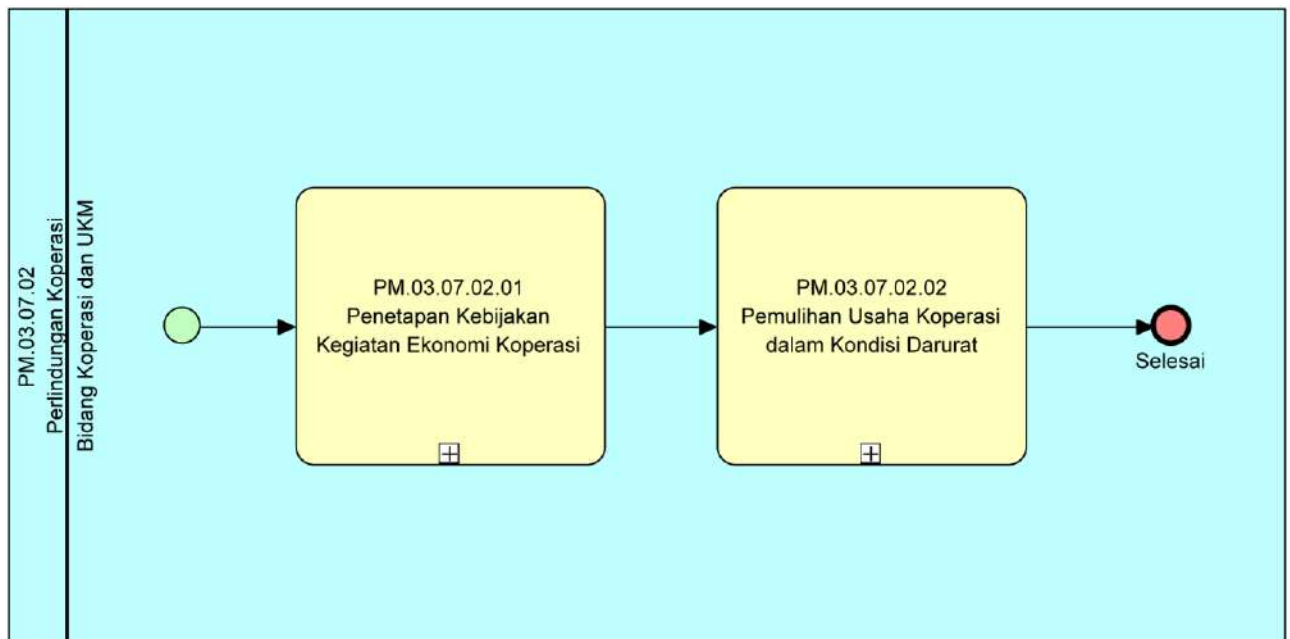 PM.03.07.02
Perlindungan Koperasi
Bidang Koperasi dan UKM
PM.03.07.02.01
Penetapan Kebijakan
Kegiatan Ekonomi Koperasi
PM.03.07.02.02
Pemulihan Usaha Koperasi
dalam Kondisi Darurat
Selesai